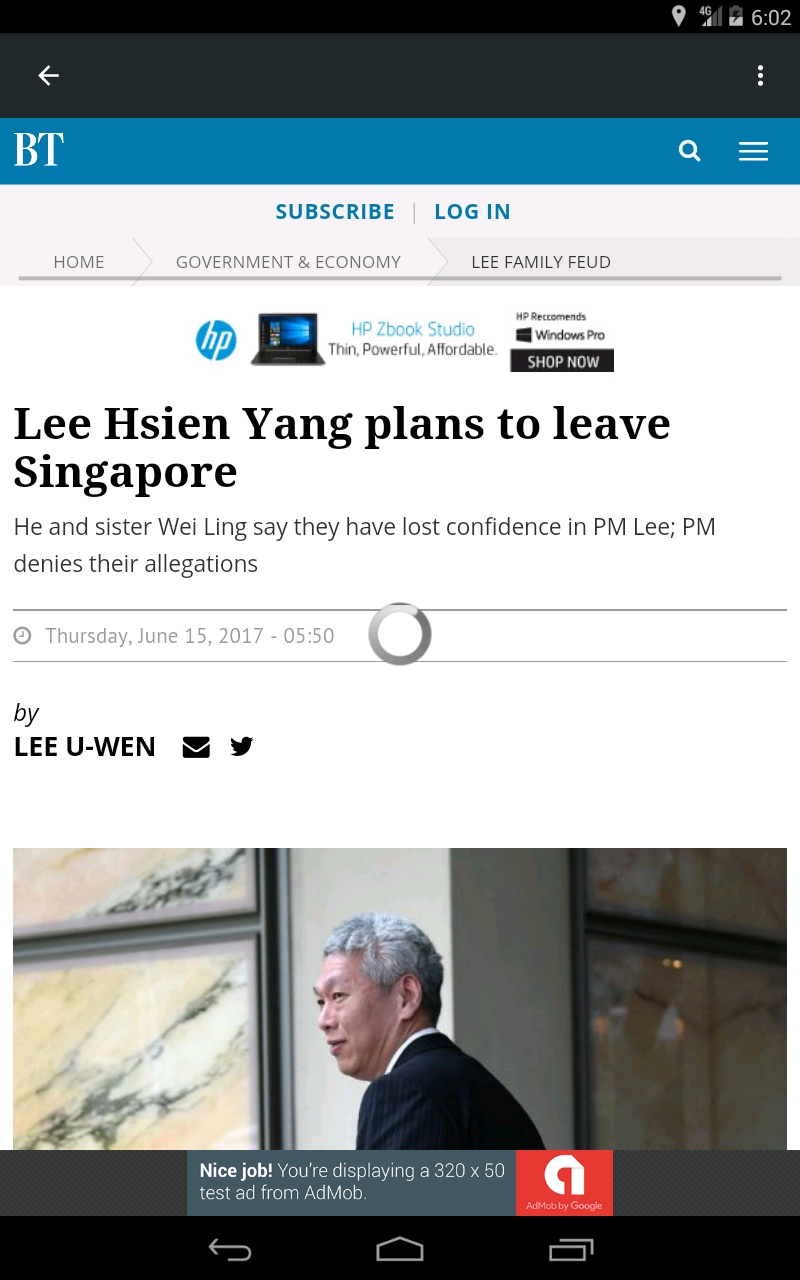 4G 6:02
BT
SUBSCRIBE | LOG IN
HOME GOVERNMENT & ECONOMY LEE FAMILY FEUD
hp HP Zbook Studio
Thin, Powerful, Affordable.
HP Reccomends
Windows Pro
SHOP NOW
Lee Hsien Yang plans to leave
Singapore
He and sister Wei Ling say they have lost confidence in PM Lee; PM
denies their allegations
Thursday, June 15, 2017 - 05:50
by
LEE U-WEN
Nice job! You're displaying a 320 x 50
test ad from AdMob.
AdMob by Google